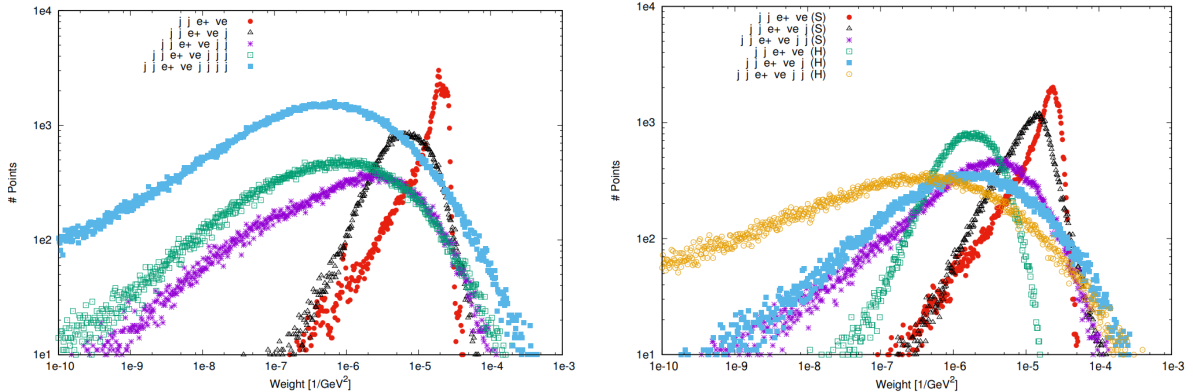 1e4
1e3
1e2
1e1
# Points
j j e+ ve
j j e+ ve j
j j e+ ve j j
j j e+ ve j j j
j j e+ ve j j j j
1e-10 1e-9 1e-8 1e-7 1e-6 1e-5 1e-4 1e-3
Weight [1/GeV²]
1e4
1e3
1e2
1e1
# Points
j j e+ ve (S)
j j e+ ve j (S)
j j e+ ve j j (S)
j j e+ ve (H)
j j e+ ve j (H)
j j e+ ve j j (H)
1e-10 1e-9 1e-8 1e-7 1e-6 1e-5 1e-4 1e-3
Weight [1/GeV²]